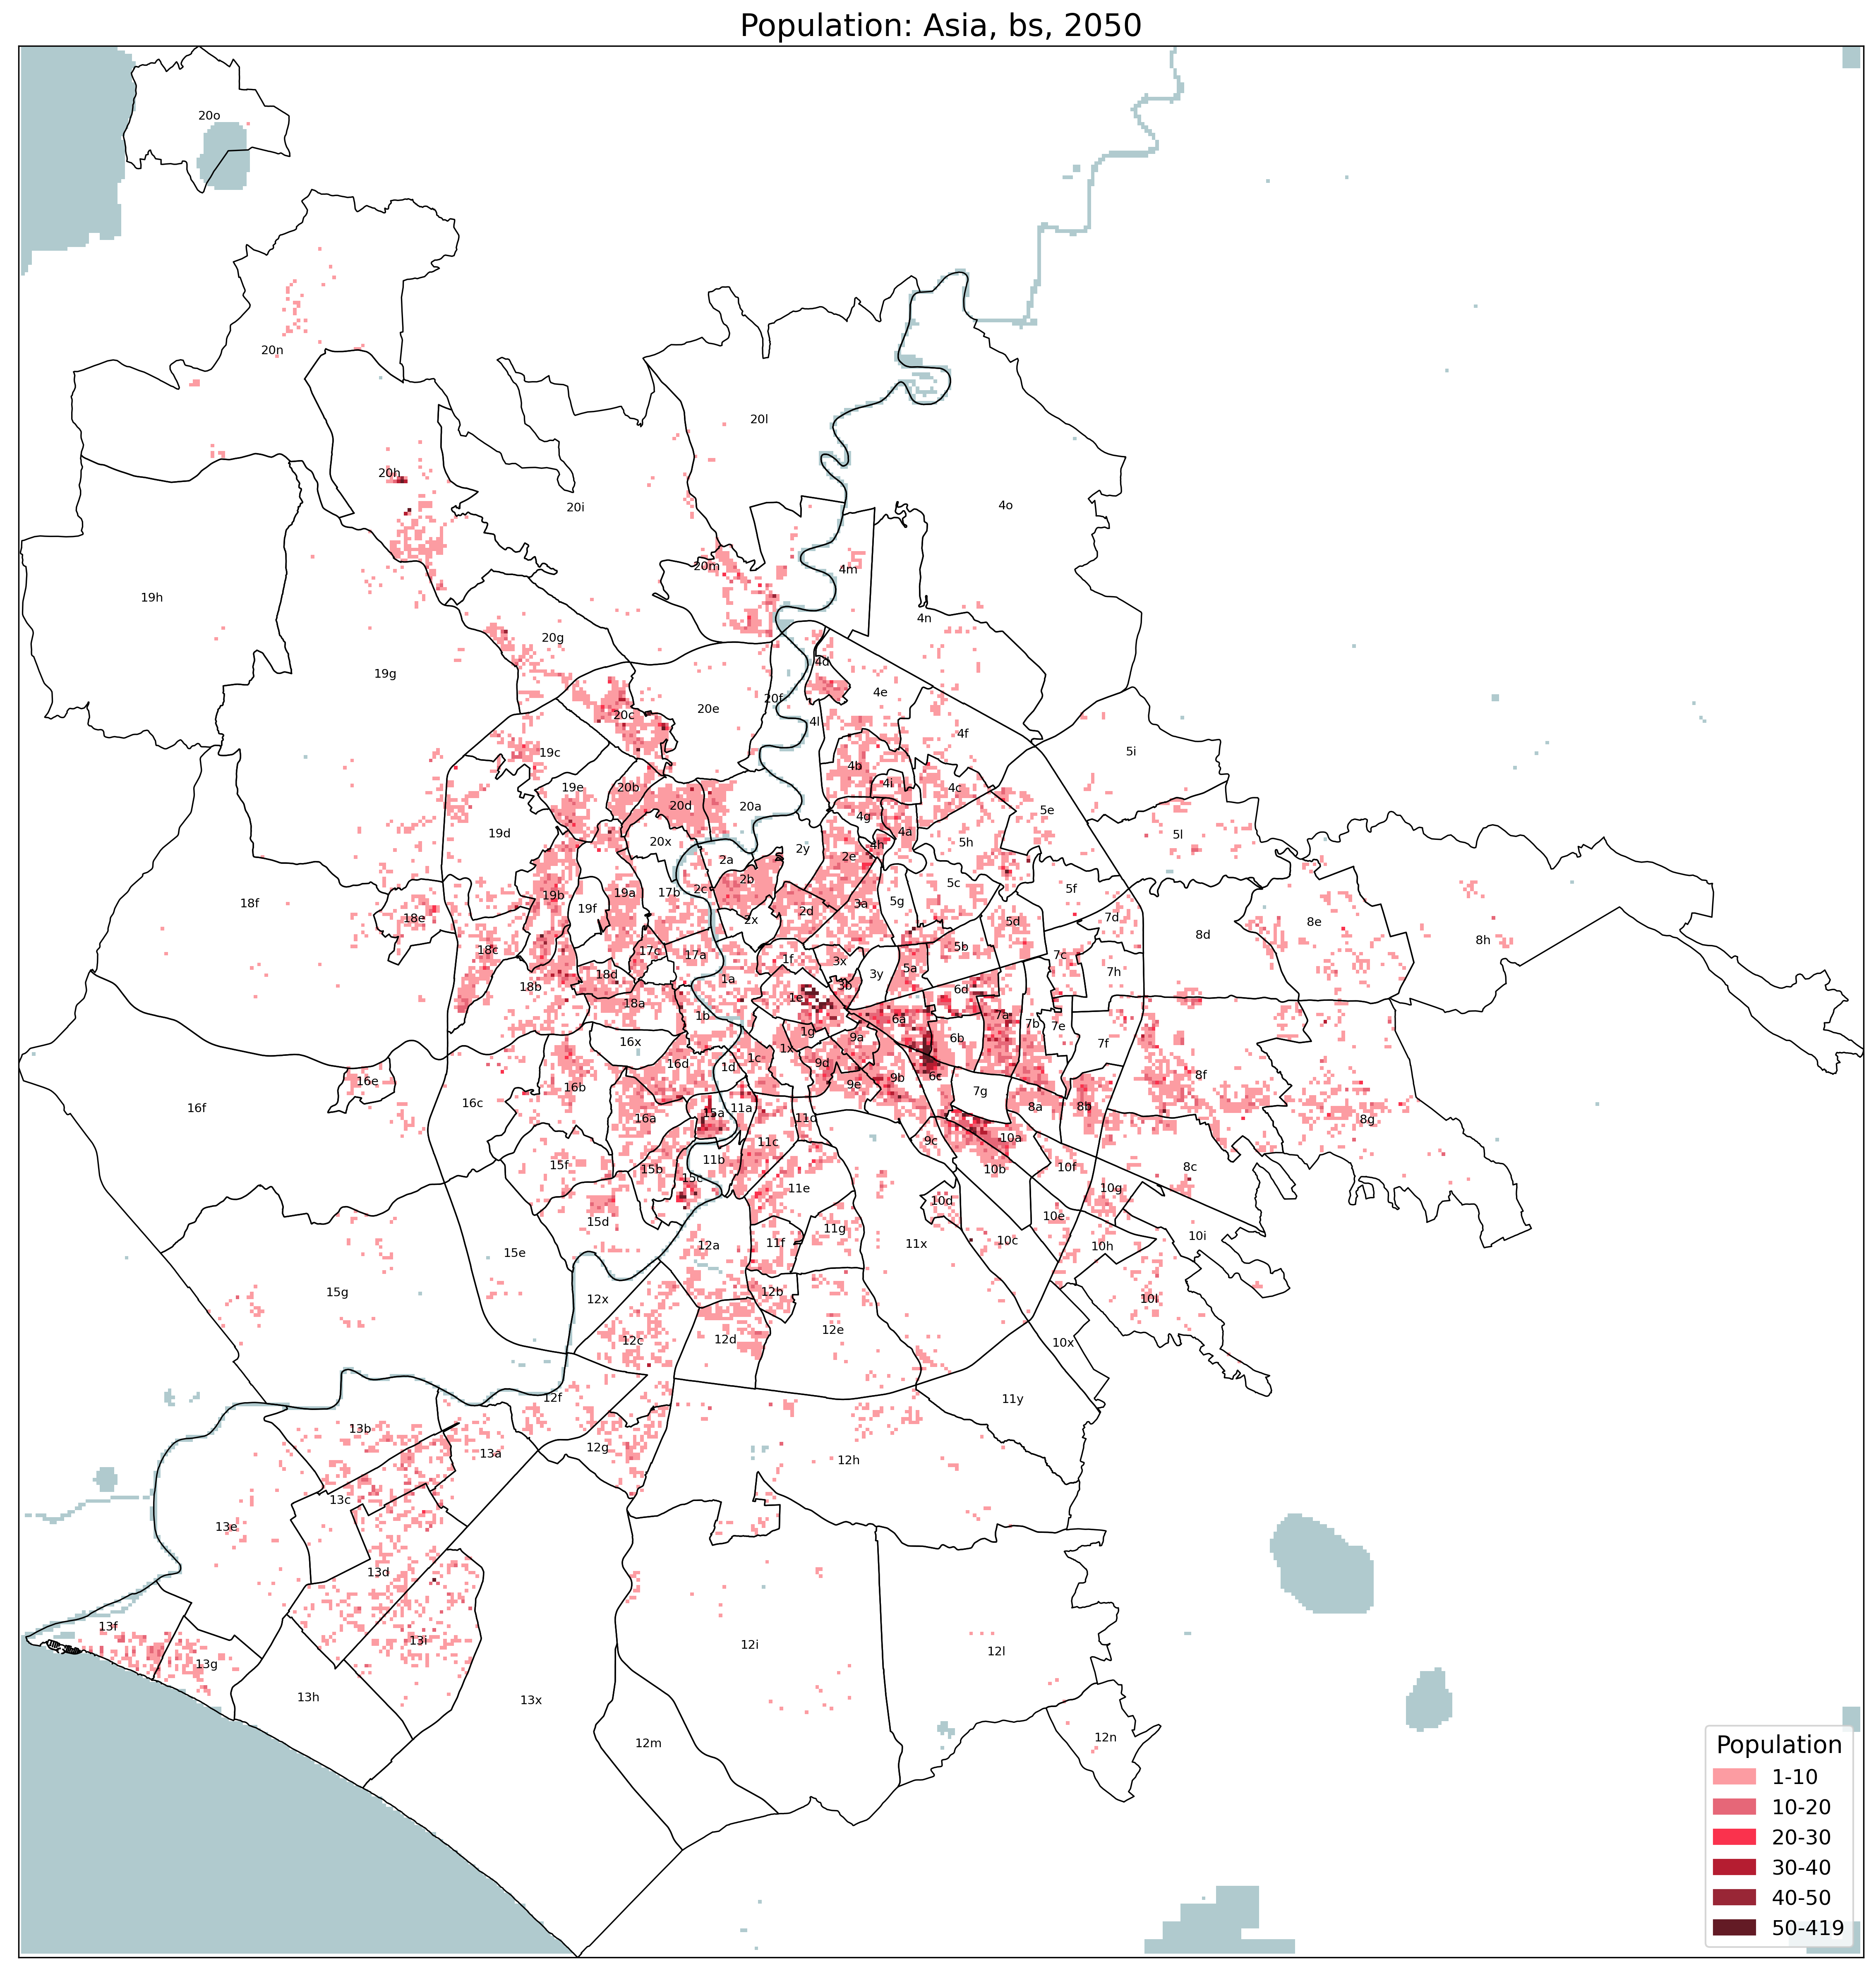 Population: Asia, bs, 2050
20o
20n
20l
20h
20i
4o
20m
4m
19h
4n
20g
4d
19g
20e
20f
4e
20c
4l
4f
19c
5i
4b
19e
20b
4i
4c
20d
20a
5e
4g
19d
4a
5l
20x
4h
5h
2y
2a
2e
2b
5c
2c
5f
19b
19a
17b
18f
3a
5g
19f
2d
18e
2x
7d
5d
8e
8d
8h
5b
18c
17c
17a
7c
1f
3x
5a
18d
3y
7h
1a
18b
3b
6d
1e
18a
1b
6a
7a
7b
7e
1g
9a
6b
16x
7f
1x
1c
16d
9d
1d
8f
6c
9b
16e
9e
16b
7g
16c
16f
8a
8b
11a
15a
16a
11d
8g
10a
9c
11c
11b
15f
8c
10f
15b
10b
15c
11e
10g
10d
10e
15d
11g
10i
10c
11f
11x
12a
10h
15e
15g
12b
10l
12x
12e
12d
12c
10x
12f
11y
13b
12g
13a
12h
13c
13e
13d
13f
13i
12i
12l
13g
13h
13x
12n
12m
Population
1-10
10-20
20-30
30-40
40-50
50-419